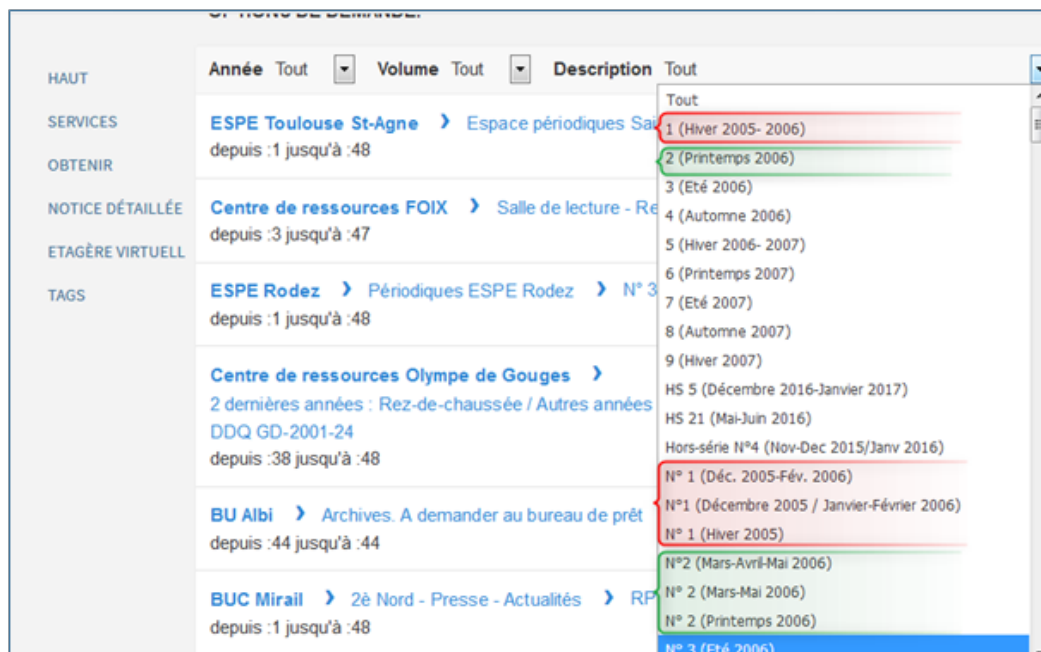 OPTIONS DE DEMANDE:
HAUT
SERVICES
OBTENIR
NOTICE DÉTAILLÉE
ETAGÈRE VIRTUELL
TAGS
Année Tout Volume Tout Description Tout
ESPE Toulouse St-Agne › Espace périodiques Sai
depuis :1 jusqu'à :48
Centre de ressources FOIX › Salle de lecture - Re
depuis :3 jusqu'à :47
ESPE Rodez › Périodiques ESPE Rodez › N° 3
depuis :1 jusqu'à :48
Centre de ressources Olympe de Gouges ›
2 dernières années : Rez-de-chaussée / Autres années
DDQ GD-2001-24
depuis :38 jusqu'à :48
BU Albi › Archives. A demander au bureau de prêt
depuis :44 jusqu'à :44
BUC Mirail › 2è Nord - Presse - Actualités › RP
depuis :1 jusqu'à :48
Tout
1 (Hiver 2005- 2006)
2 (Printemps 2006)
3 (Eté 2006)
4 (Automne 2006)
5 (Hiver 2006- 2007)
6 (Printemps 2007)
7 (Eté 2007)
8 (Automne 2007)
9 (Hiver 2007)
HS 5 (Décembre 2016-Janvier 2017)
HS 21 (Mai-Juin 2016)
Hors-série N°4 (Nov-Dec 2015/Janv 2016)
N° 1 (Déc. 2005-Fév. 2006)
N°1 (Décembre 2005 / Janvier-Février 2006)
N° 1 (Hiver 2005)
N°2 (Mars-Avril-Mai 2006)
N° 2 (Mars-Mai 2006)
N° 2 (Printemps 2006)
N° 3 (Eté 2006)